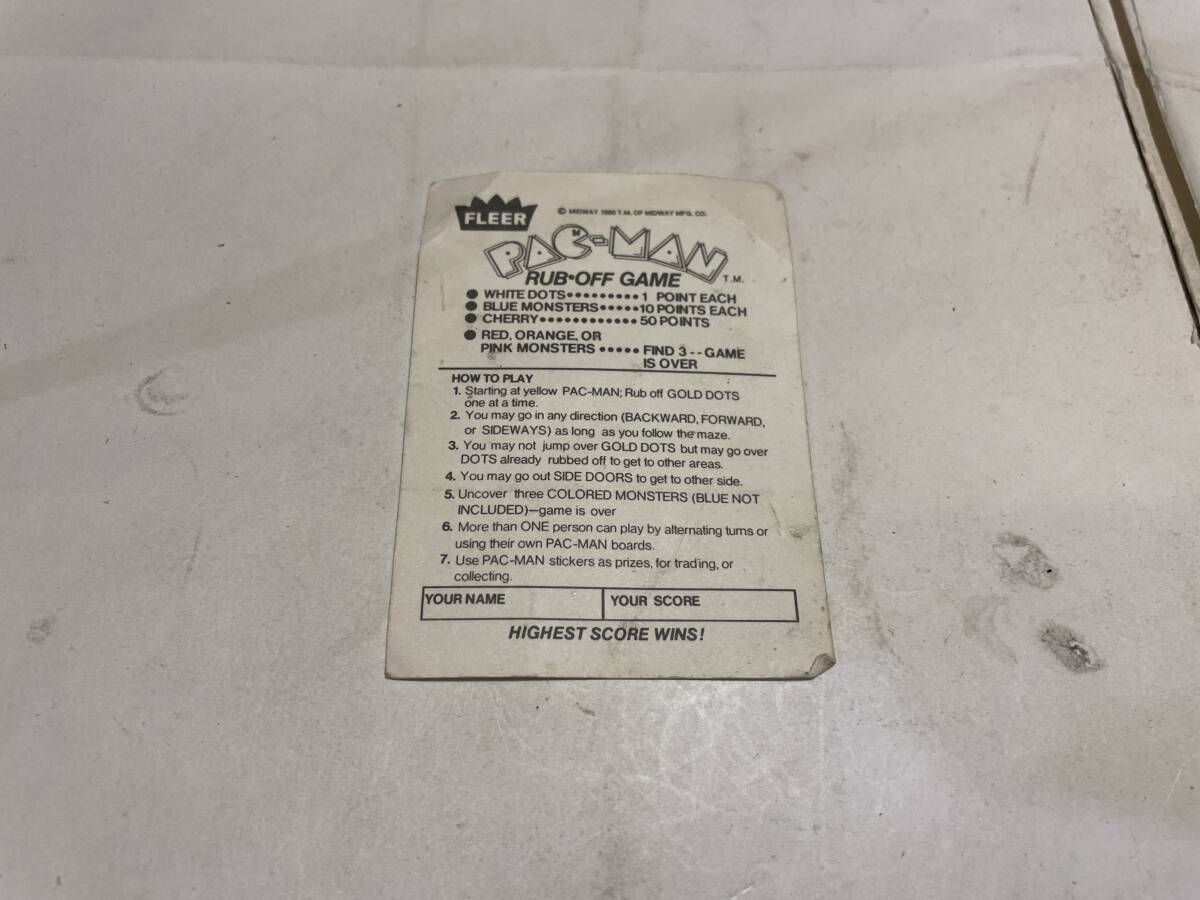 FLEER
© MIDWAY 1980 T.M. OF MIDWAY MFG. CO.
PAC-MAN T.M.
RUB•OFF GAME
● WHITE DOTS•••••••••1 POINT EACH
● BLUE MONSTERS•••••10 POINTS EACH
● CHERRY••••••••••••50 POINTS
● RED, ORANGE, OR
PINK MONSTERS ••••• FIND 3 -- GAME
IS OVER
HOW TO PLAY
1. Starting at yellow PAC-MAN; Rub off GOLD DOTS
one at a time.
2. You may go in any direction (BACKWARD, FORWARD,
or SIDEWAYS) as long as you follow the maze.
3. You may not jump over GOLD DOTS but may go over
DOTS already rubbed off to get to other areas.
4. You may go out SIDE DOORS to get to other side.
5. Uncover three COLORED MONSTERS (BLUE NOT
INCLUDED)—game is over
6. More than ONE person can play by alternating turns or
using their own PAC-MAN boards.
7. Use PAC-MAN stickers as prizes, for trading, or
collecting.
YOUR NAME YOUR SCORE
HIGHEST SCORE WINS!